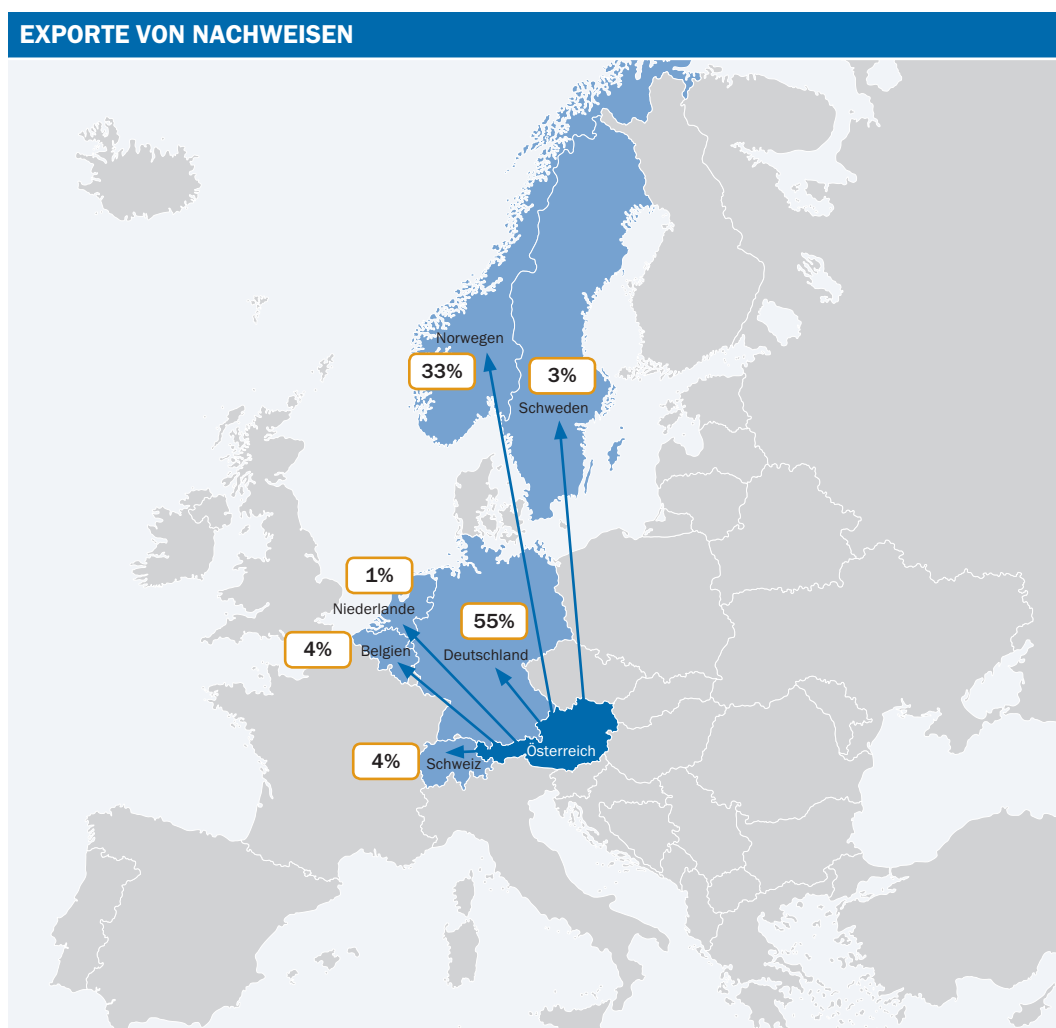 EXPORTE VON NACHWEISEN
Norwegen
33%
3%
Schweden
1%
Niederlande
55%
Deutschland
4%
Belgien
Österreich
4%
Schweiz